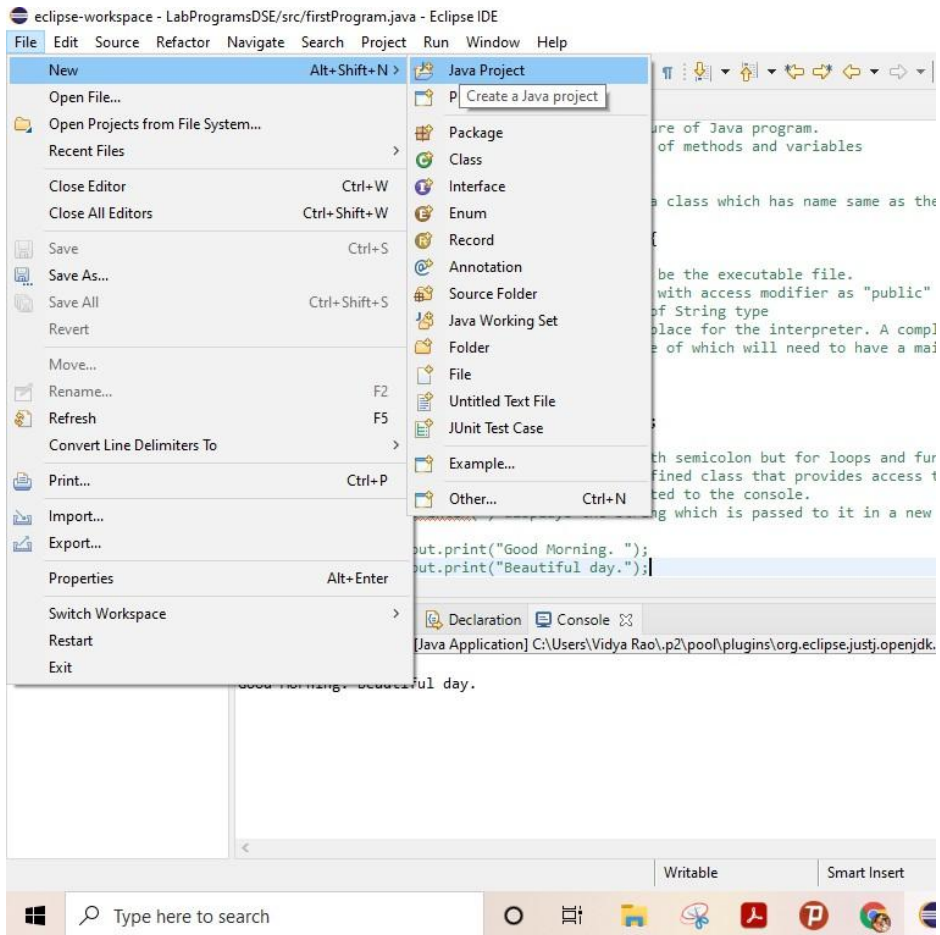 eclipse-workspace - LabProgramsDSE/src/firstProgram.java - Eclipse IDE
File Edit Source Refactor Navigate Search Project Run Window Help
New Alt+Shift+N >
Open File...
Open Projects from File System...
Recent Files >
Close Editor Ctrl+W
Close All Editors Ctrl+Shift+W
Save Ctrl+S
Save As...
Save All Ctrl+Shift+S
Revert
Move...
Rename... F2
Refresh F5
Convert Line Delimiters To >
Print... Ctrl+P
Import...
Export...
Properties Alt+Enter
Switch Workspace >
Restart
Exit
Java Project
P
Create a Java project
Package
Class
Interface
Enum
Record
Annotation
Source Folder
Java Working Set
Folder
File
Untitled Text File
JUnit Test Case
Example...
Other... Ctrl+N
of Java program.
of methods and variables
class which has name same as the
{
be the executable file.
with access modifier as "public"
of String type
place for the interpreter. A compl
of which will need to have a mai
;
semicolon but for loops and fun
class that provides access t
to the console.
which is passed to it in a new
out.print("Good Morning. ");
out.print("Beautiful day.");
Declaration Console
[Java Application] C:\Users\Vidya Rao\.p2\pool\plugins\org.eclipse.justj.openjdk.
Good Morning. Beautiful day.
Writable Smart Insert
Type here to search